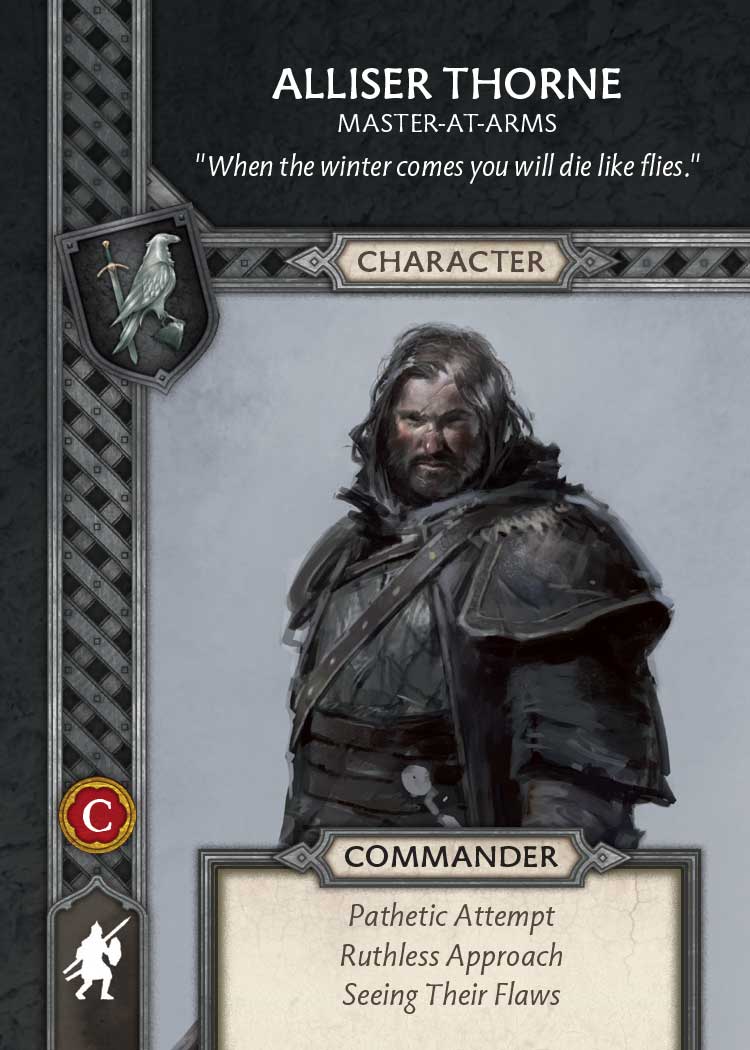 ALLISER THORNE
MASTER-AT-ARMS
"When the winter comes you will die like flies."
CHARACTER
C
COMMANDER
Pathetic Attempt
Ruthless Approach
Seeing Their Flaws